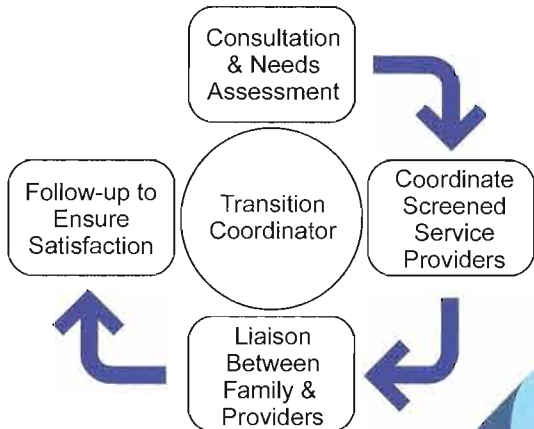 Consultation
& Needs
Assessment
Coordinate
Screened
Service
Providers
Liaison
Between
Family &
Providers
Follow-up to
Ensure
Satisfaction
Transition
Coordinator